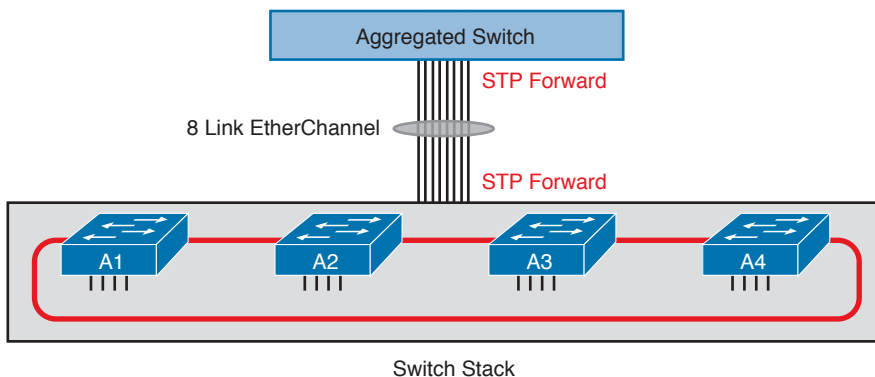 Aggregated Switch
STP Forward
8 Link EtherChannel
STP Forward
A1
A2
A3
A4
Switch Stack